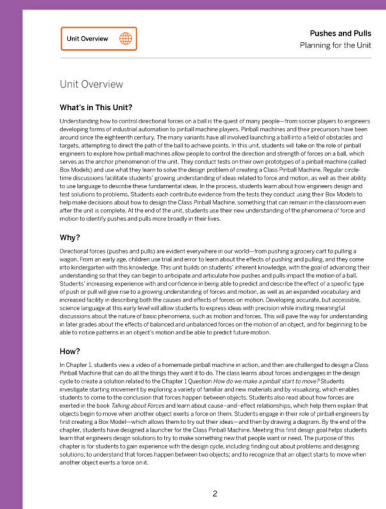 Unit Overview
Pushes and Pulls
Planning for the Unit
Unit Overview
What's in This Unit?
Understanding how to control directional forces on a ball is the quest of many people—from soccer players to engineers
developing forms of industrial automation to pinball machine players. Pinball machines and their precursors have been
around since the eighteenth century. The many variants have all involved launching a ball into a field of obstacles and
targets, attempting to direct the path of the ball to achieve points. In this unit, students will take on the role of pinball
engineers to explore how pinball machines allow people to control the direction and strength of forces on a ball, which
serves as the anchor phenomenon of the unit. They conduct tests on their own prototypes of a pinball machine (called
Box Models) and use what they learn to solve the design problem of creating a Class Pinball Machine. Regular circle-
time discussions facilitate students' growing understanding of ideas related to force and motion, as well as their ability
to use language to describe these fundamental ideas. In the process, students learn about how engineers design and
test solutions to problems. Students each contribute evidence from the tests they conduct using their Box Models to
help make decisions about how to design the Class Pinball Machine, something that can remain in the classroom even
after the unit is complete. At the end of the unit, students use their new understanding of the phenomena of force and
motion to identify pushes and pulls more broadly in their lives.
Why?
Directional forces (pushes and pulls) are evident everywhere in our world—from pushing a grocery cart to pulling a
wagon. From an early age, children use trial and error to learn about the effects of pushing and pulling, and they come
into kindergarten with this knowledge. This unit builds on students' inherent knowledge, with the goal of advancing their
understanding so that they can begin to anticipate and articulate how pushes and pulls impact the motion of a ball.
Students' increasing experience with and confidence in being able to predict and describe the effect of a specific type
of push or pull will give rise to a growing understanding of forces and motion, as well as an expanded vocabulary and
increased facility in describing both the causes and effects of forces on motion. Developing accurate, but accessible,
science language at this early level will allow students to express ideas with precision while inviting meaningful
discussions about the nature of basic phenomena, such as motion and forces. This will pave the way for understanding
in later grades about the effects of balanced and unbalanced forces on the motion of an object, and for beginning to be
able to notice patterns in an object's motion and be able to predict future motion.
How?
In Chapter 1, students view a video of a homemade pinball machine in action, and then are challenged to design a Class
Pinball Machine that can do all the things they want it to do. The class learns about forces and engages in the design
cycle to create a solution related to the Chapter 1 Question How do we make a pinball start to move? Students
investigate starting movement by exploring a variety of familiar and new materials and by visualizing, which enables
students to come to the conclusion that forces happen between objects. Students also read about how forces are
exerted in the book Talking about Forces and learn about cause-and-effect relationships, which help them explain that
objects begin to move when another object exerts a force on them. Students engage in their role of pinball engineers by
first creating a Box Model—which allows them to try out their ideas—and then by drawing a diagram. By the end of the
chapter, students have designed a launcher for the Class Pinball Machine. Meeting this first design goal helps students
learn that engineers design solutions to try to make something new that people want or need. The purpose of this
chapter is for students to gain experience with the design cycle, including finding out about problems and designing
solutions; to understand that forces happen between two objects; and to recognize that an object starts to move when
another object exerts a force on it.
2